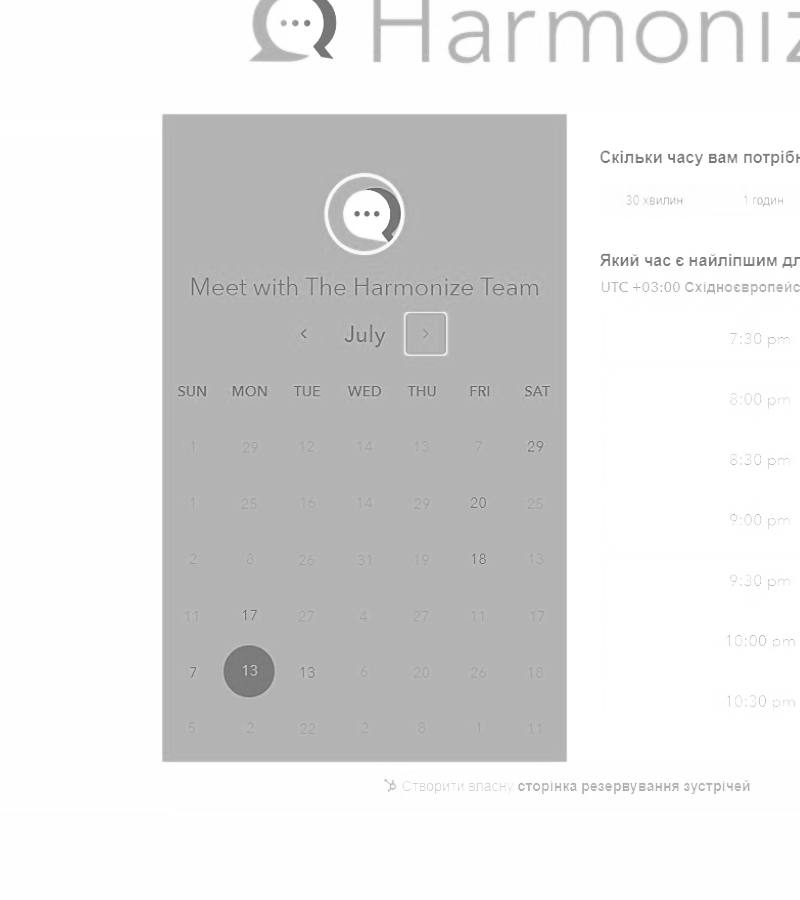 Harmoniz
Скільки часу вам потрібн
30 хвилин 1 годин
Meet with The Harmonize Team
Який час є найліпшим дл
UTC +03:00 Східноєвропейс
July
7:30 pm
SUN MON TUE WED THU FRI SAT
8:00 pm
1 29 12 14 13 7 29
8:30 pm
1 25 16 14 29 20 25
9:00 pm
2 8 26 31 19 18 13
9:30 pm
11 17 27 4 27 11 17
10:00 pm
7 13 13 6 20 26 18
10:30 pm
5 2 22 2 8 1 11
Створити власну сторінка резервування зустрічей